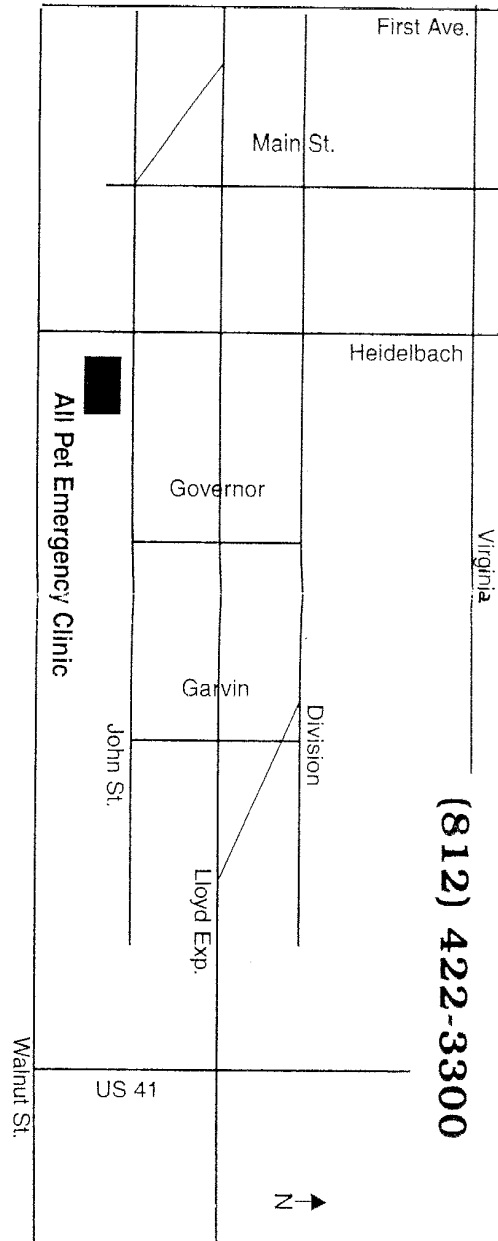 First Ave.
Main St.
Heidelbach
Virginia
All Pet Emergency Clinic
Governor
Garvin
Division
John St.
Lloyd Exp.
(812) 422-3300
Walnut St.
US 41
N